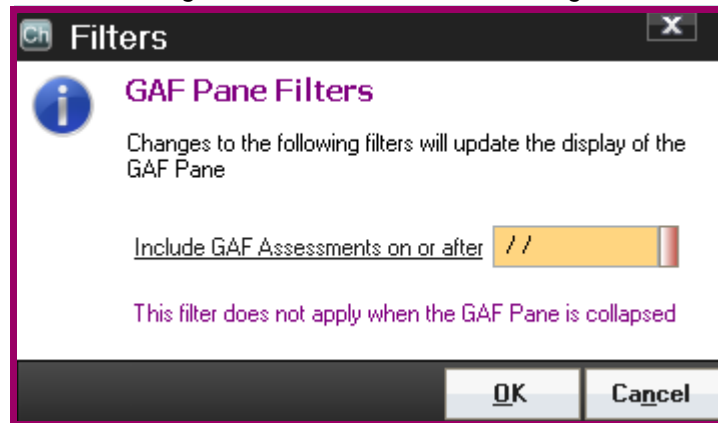 Ch Filters
x
GAF Pane Filters
Changes to the following filters will update the display of the
GAF Pane
Include GAF Assessments on or after / /
This filter does not apply when the GAF Pane is collapsed
OK Cancel